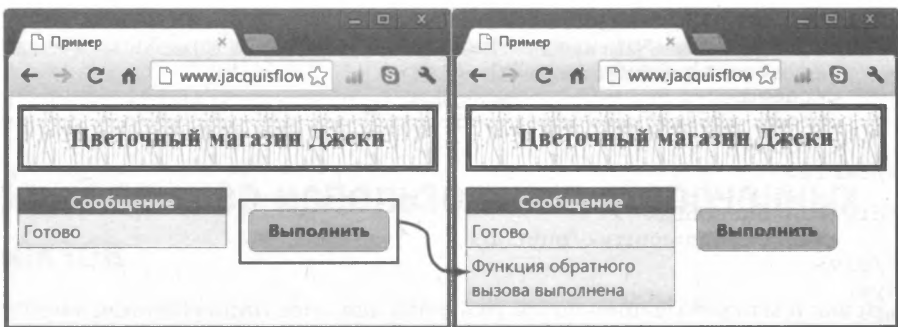 Пример
www.jacquisflow
Цветочный магазин Джеки
Сообщение
Готово
Выполнить
Пример
www.jacquisflow
Цветочный магазин Джеки
Сообщение
Готово
Функция обратного
вызова выполнена
Выполнить